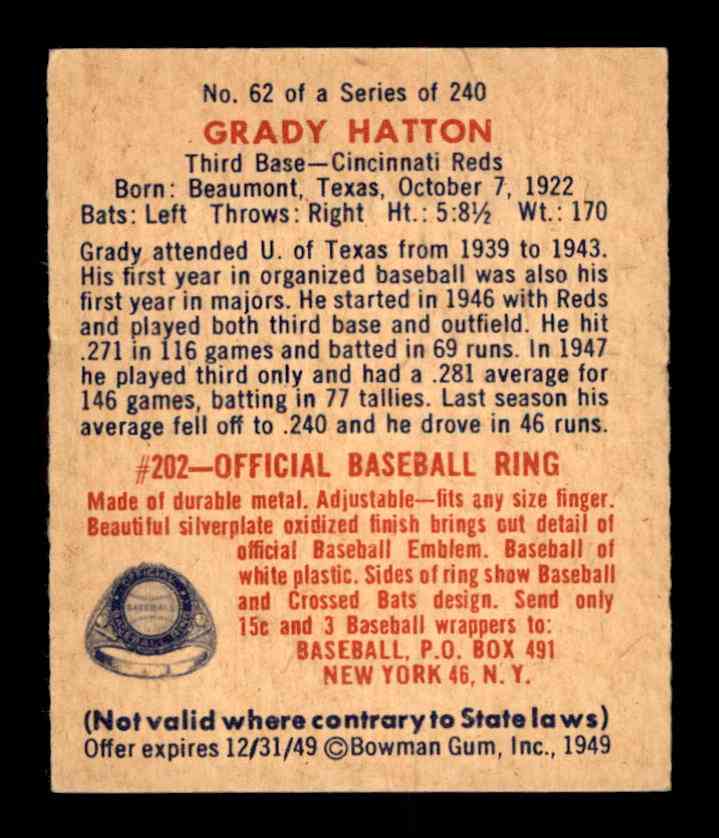 No. 62 of a Series of 240
GRADY HATTON
Third Base—Cincinnati Reds
Born: Beaumont, Texas, October 7, 1922
Bats: Left Throws: Right Ht.: 5:8½ Wt.: 170
Grady attended U. of Texas from 1939 to 1943.
His first year in organized baseball was also his
first year in majors. He started in 1946 with Reds
and played both third base and outfield. He hit
.271 in 116 games and batted in 69 runs. In 1947
he played third only and had a .281 average for
146 games, batting in 77 tallies. Last season his
average fell off to .240 and he drove in 46 runs.
#202—OFFICIAL BASEBALL RING
Made of durable metal. Adjustable—fits any size finger.
Beautiful silverplate oxidized finish brings out detail of
official Baseball Emblem. Baseball of
white plastic. Sides of ring show Baseball
and Crossed Bats design. Send only
15c and 3 Baseball wrappers to:
BASEBALL, P.O. BOX 491
NEW YORK 46, N. Y.
OFFICIAL
BASEBALL
BASEBALL RING
(Not valid where contrary to State laws)
Offer expires 12/31/49 ©Bowman Gum, Inc., 1949